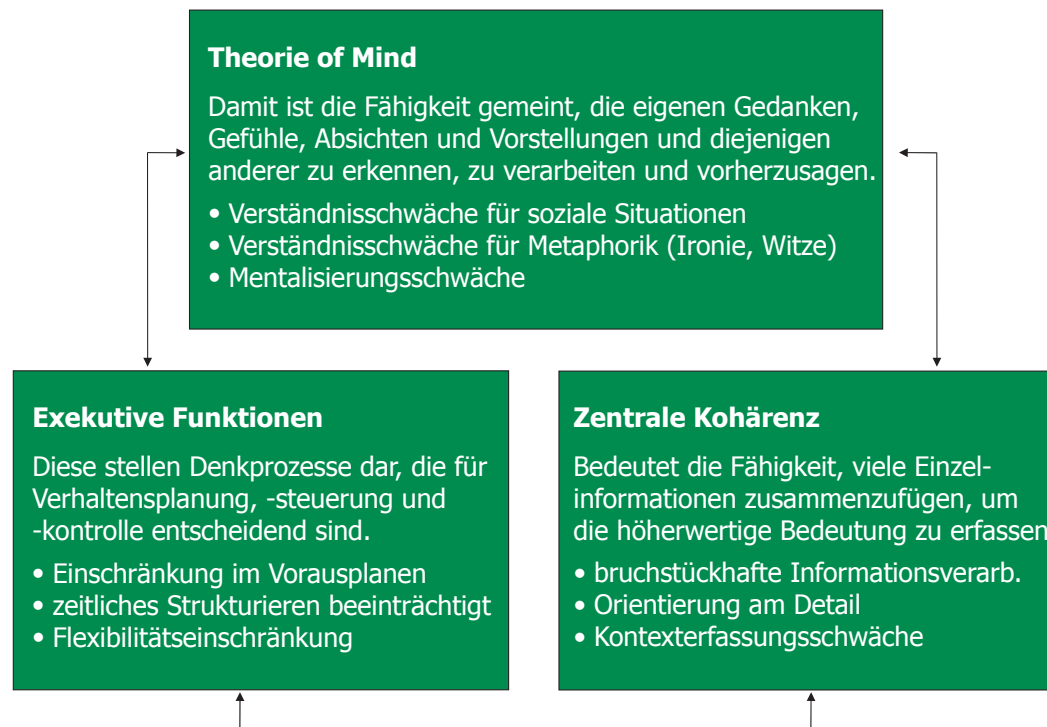 Theorie of Mind
Damit ist die Fähigkeit gemeint, die eigenen Gedanken,
Gefühle, Absichten und Vorstellungen und diejenigen
anderer zu erkennen, zu verarbeiten und vorherzusagen.
• Verständnisschwäche für soziale Situationen
• Verständnisschwäche für Metaphorik (Ironie, Witze)
• Mentalisierungsschwäche
Exekutive Funktionen
Diese stellen Denkprozesse dar, die für
Verhaltensplanung, -steuerung und
-kontrolle entscheidend sind.
• Einschränkung im Vorausplanen
• zeitliches Strukturieren beeinträchtigt
• Flexibilitätseinschränkung
Zentrale Kohärenz
Bedeutet die Fähigkeit, viele Einzel-
informationen zusammenzufügen, um
die höherwertige Bedeutung zu erfassen
• bruchstückhafte Informationsverarb.
• Orientierung am Detail
• Kontexterfassungsschwäche